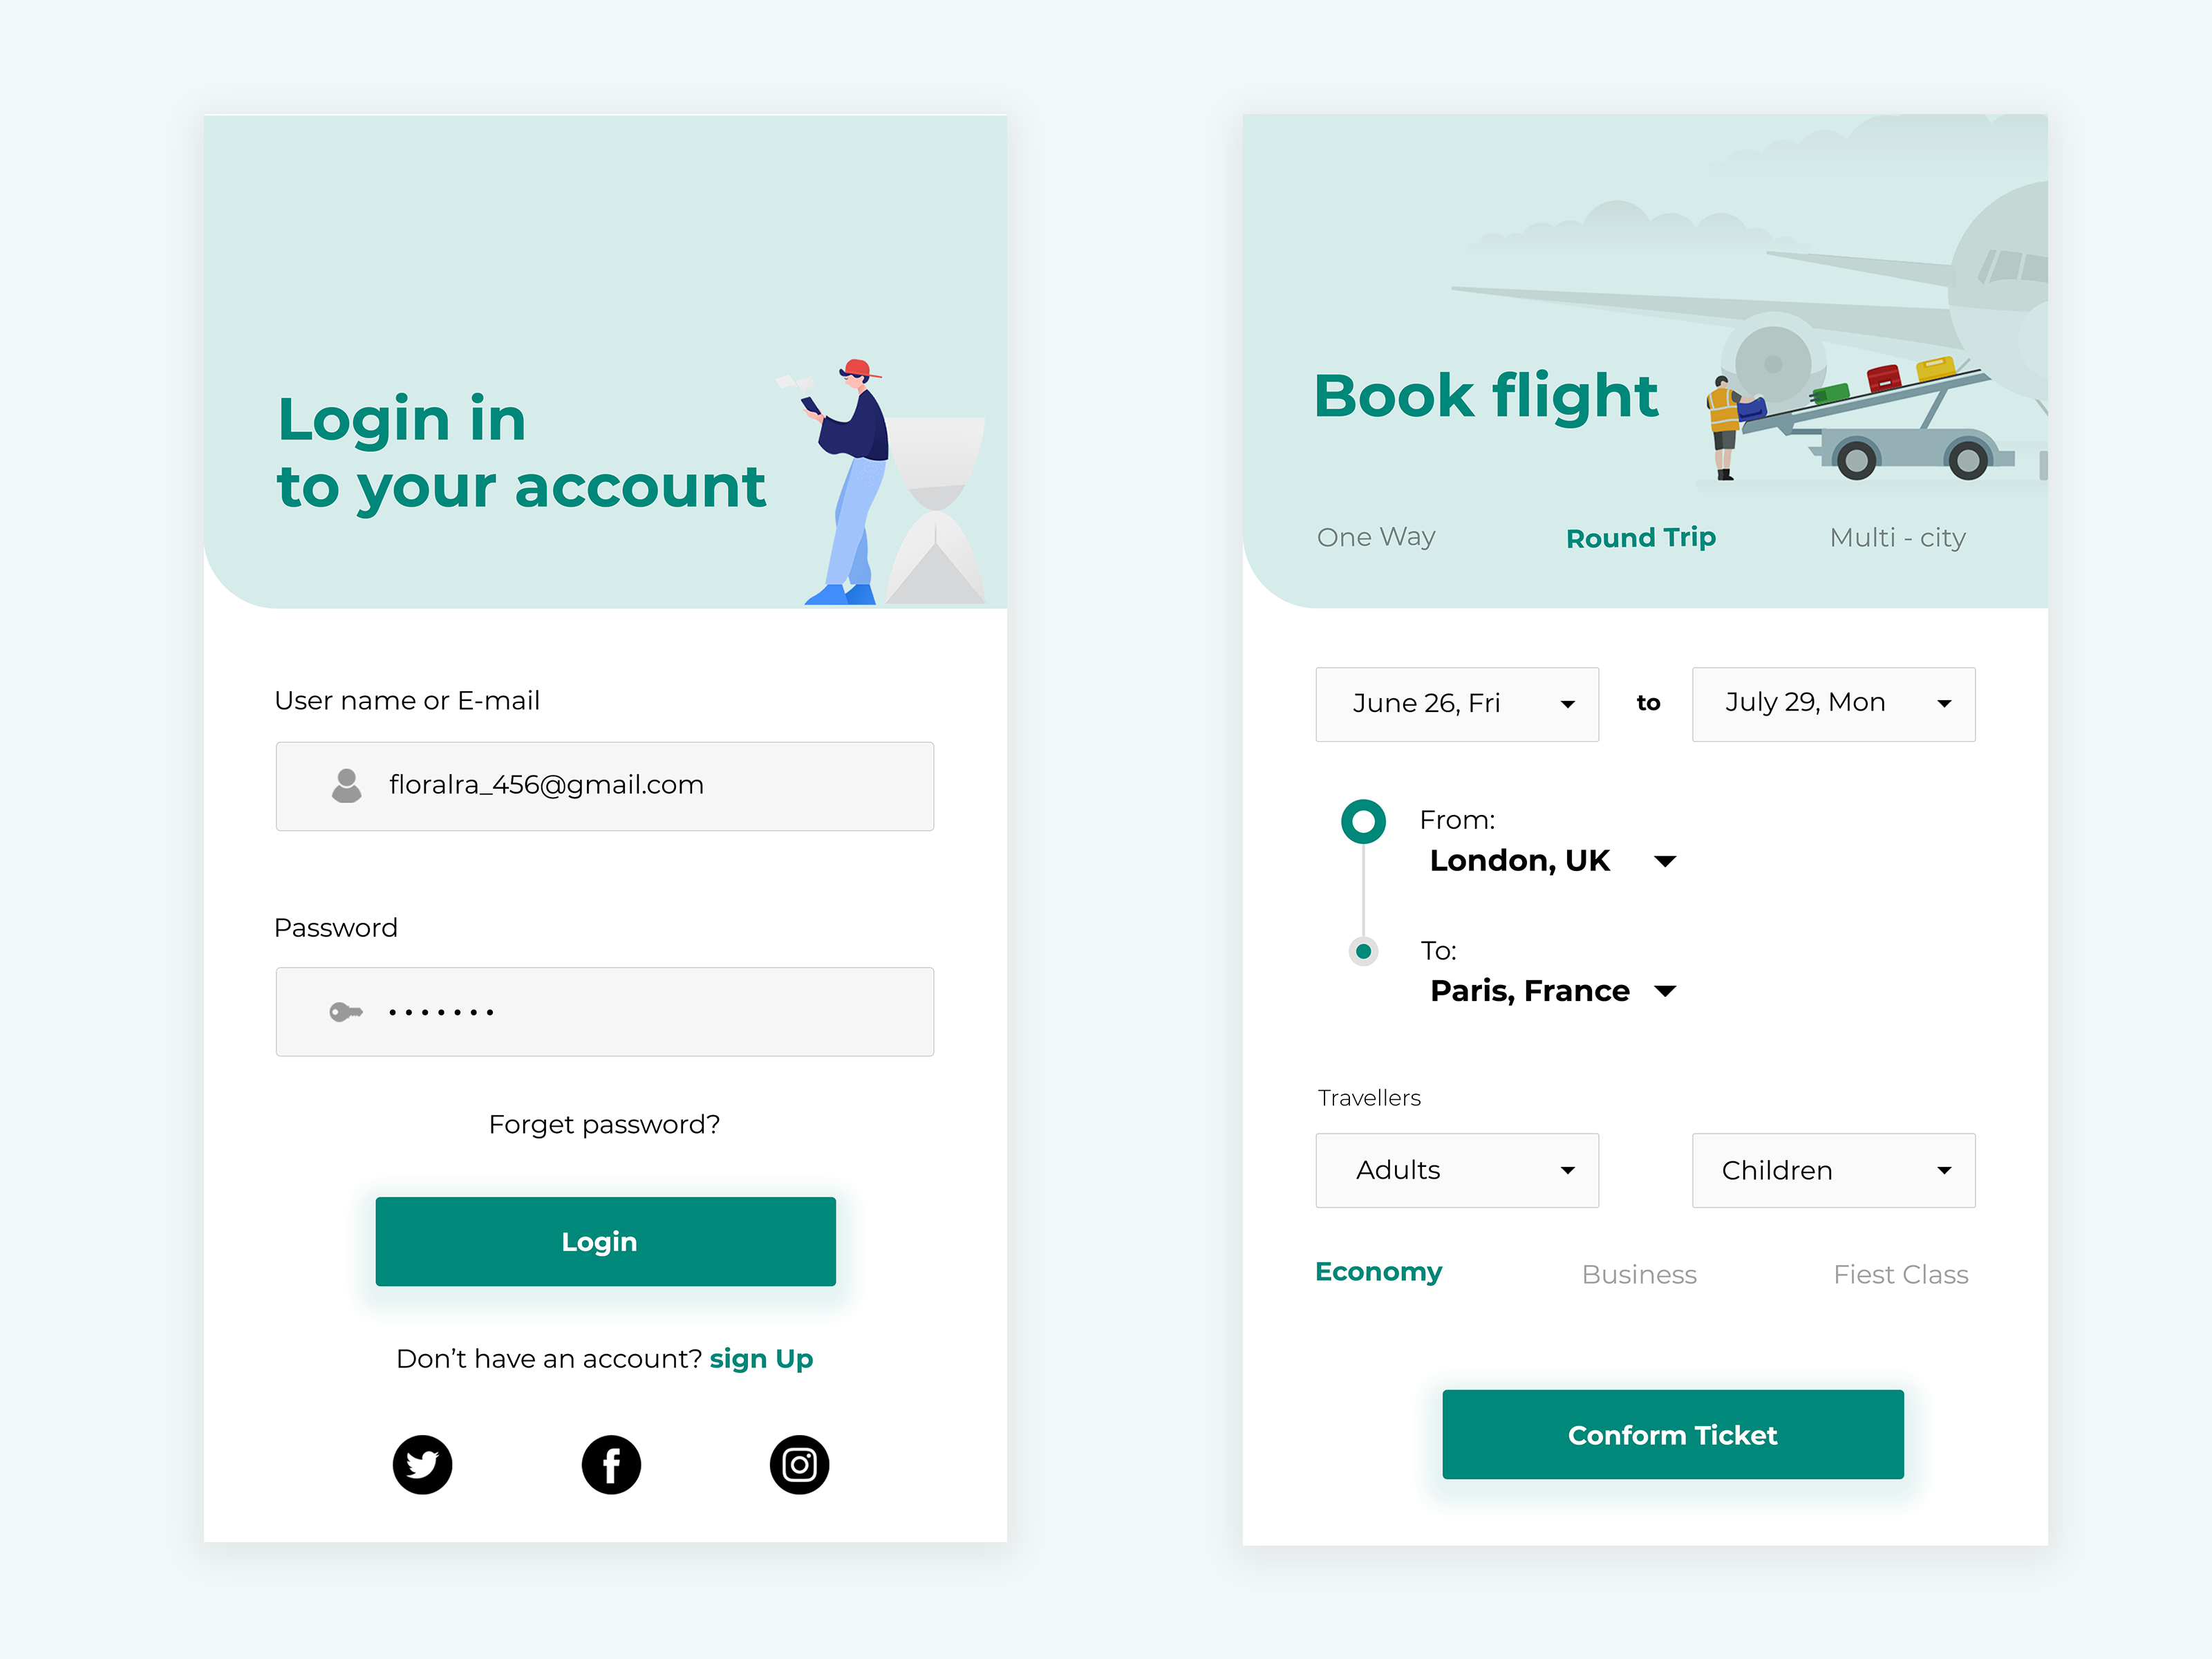 Login in
to your account
User name or E-mail
floralra_456@gmail.com
Password
Forget password?
Login
Don’t have an account? sign Up
Book flight
One Way
Round Trip
Multi - city
June 26, Fri
to
July 29, Mon
From:
London, UK
To:
Paris, France
Travellers
Adults
Children
Economy
Business
Fiest Class
Conform Ticket